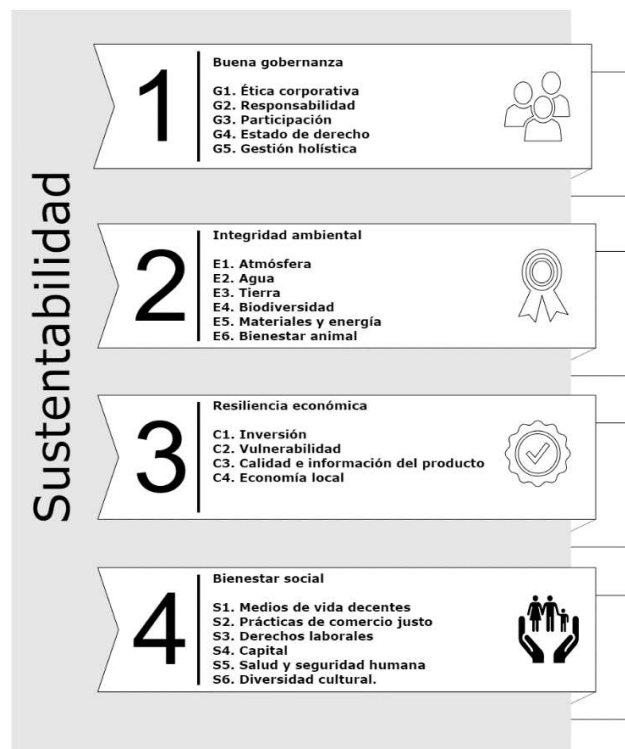 Sustentabilidad
1
Buena gobernanza
G1. Ética corporativa
G2. Responsabilidad
G3. Participación
G4. Estado de derecho
G5. Gestión holística
2
Integridad ambiental
E1. Atmósfera
E2. Agua
E3. Tierra
E4. Biodiversidad
E5. Materiales y energía
E6. Bienestar animal
3
Resiliencia económica
C1. Inversión
C2. Vulnerabilidad
C3. Calidad e información del producto
C4. Economía local
4
Bienestar social
S1. Medios de vida decentes
S2. Prácticas de comercio justo
S3. Derechos laborales
S4. Capital
S5. Salud y seguridad humana
S6. Diversidad cultural.